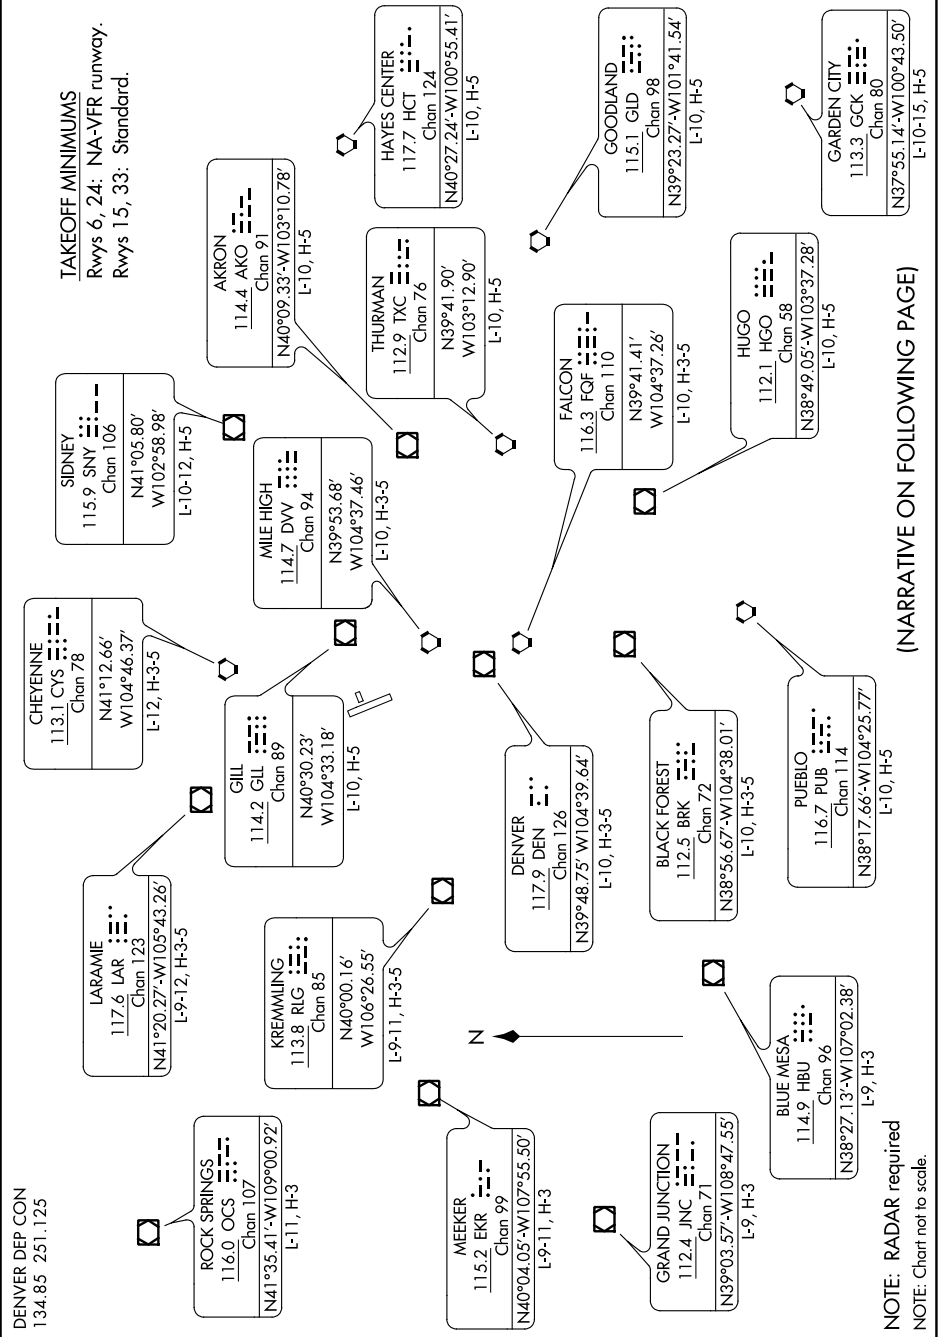 DENVER DEP CON
134.85 251.125
TAKEOFF MINIMUMS
Rwys 6, 24: NA-VFR runway.
Rwys 15, 33: Standard.
ROCK SPRINGS
116.0 OCS
Chan 107
N41°35.41'-W109°00.92'
L-11, H-3
LARAMIE
117.6 LAR
Chan 123
N41°20.27'-W105°43.26'
L-9-12, H-3-5
CHEYENNE
113.1 CYS
Chan 78
N41°12.66'
W104°46.37'
L-12, H-3-5
SIDNEY
115.9 SNY
Chan 106
N41°05.80'
W102°58.98'
L-10-12, H-5
AKRON
114.4 AKO
Chan 91
N40°09.33'-W103°10.78'
L-10, H-5
HAYES CENTER
117.7 HCT
Chan 124
N40°27.24'-W100°55.41'
L-10, H-5
GILL
114.2 GLL
Chan 89
N40°30.23'
W104°33.18'
L-10, H-5
MILE HIGH
114.7 DVV
Chan 94
N39°53.68'
W104°37.46'
L-10, H-3-5
KREMMLING
113.8 RLG
Chan 85
N40°00.16'
W106°26.55'
L-9-11, H-3-5
THURMAN
112.9 TXC
Chan 76
N39°41.90'
W103°12.90'
L-10, H-5
N
MEEKER
115.2 EKR
Chan 99
N40°04.05'-W107°55.50'
L-9-11, H-3
DENVER
117.9 DEN
Chan 126
N39°48.75' W104°39.64'
L-10, H-3-5
FALCON
116.3 FQF
Chan 110
N39°41.41'
W104°37.26'
L-10, H-3-5
GOODLAND
115.1 GLD
Chan 98
N39°23.27'-W101°41.54'
L-10, H-5
GRAND JUNCTION
112.4 JNC
Chan 71
N39°03.57'-W108°47.55'
L-9, H-3
BLACK FOREST
112.5 BRK
Chan 72
N38°56.67'-W104°38.01'
L-10, H-3-5
HUGO
112.1 HGO
Chan 58
N38°49.05'-W103°37.28'
L-10, H-5
BLUE MESA
114.9 HBU
Chan 96
N38°27.13'-W107°02.38'
L-9, H-3
PUEBLO
116.7 PUB
Chan 114
N38°17.66'-W104°25.77'
L-10, H-5
GARDEN CITY
113.3 GCK
Chan 80
N37°55.14'-W100°43.50'
L-10-15, H-5
NOTE: RADAR required
NOTE: Chart not to scale.
(NARRATIVE ON FOLLOWING PAGE)